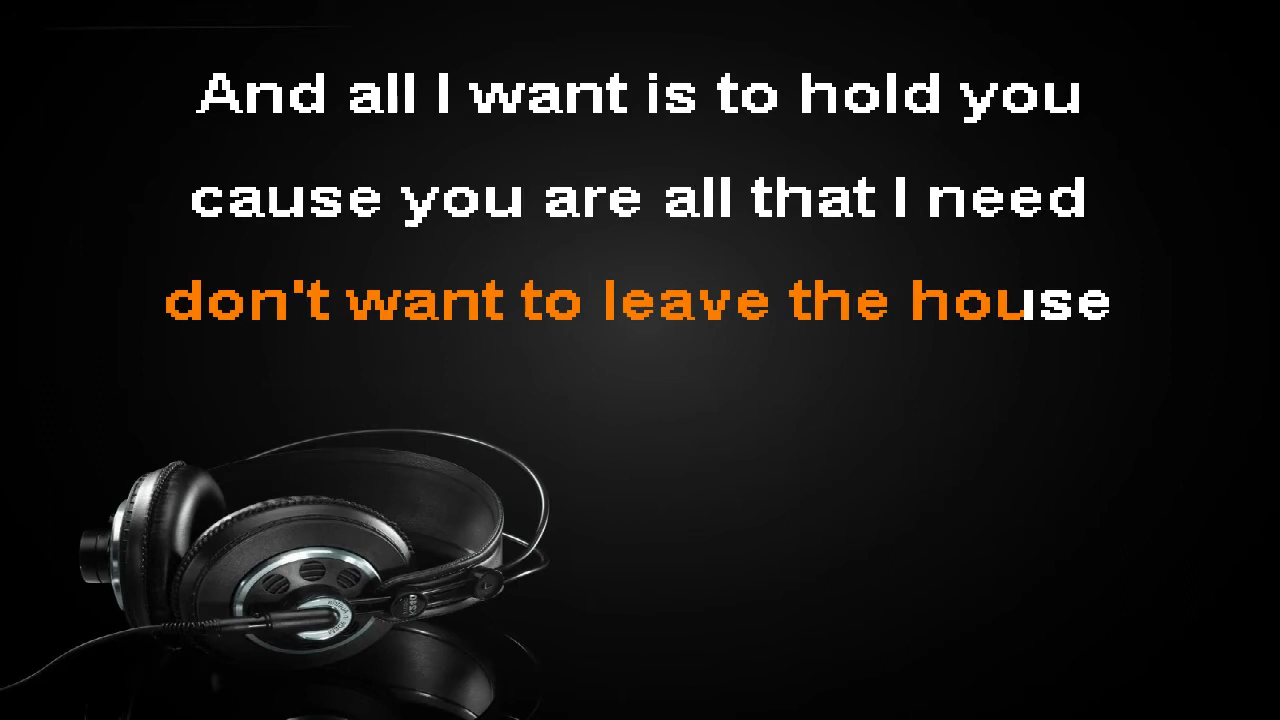 And all I want is to hold you
cause you are all that I need
don't want to leave the house